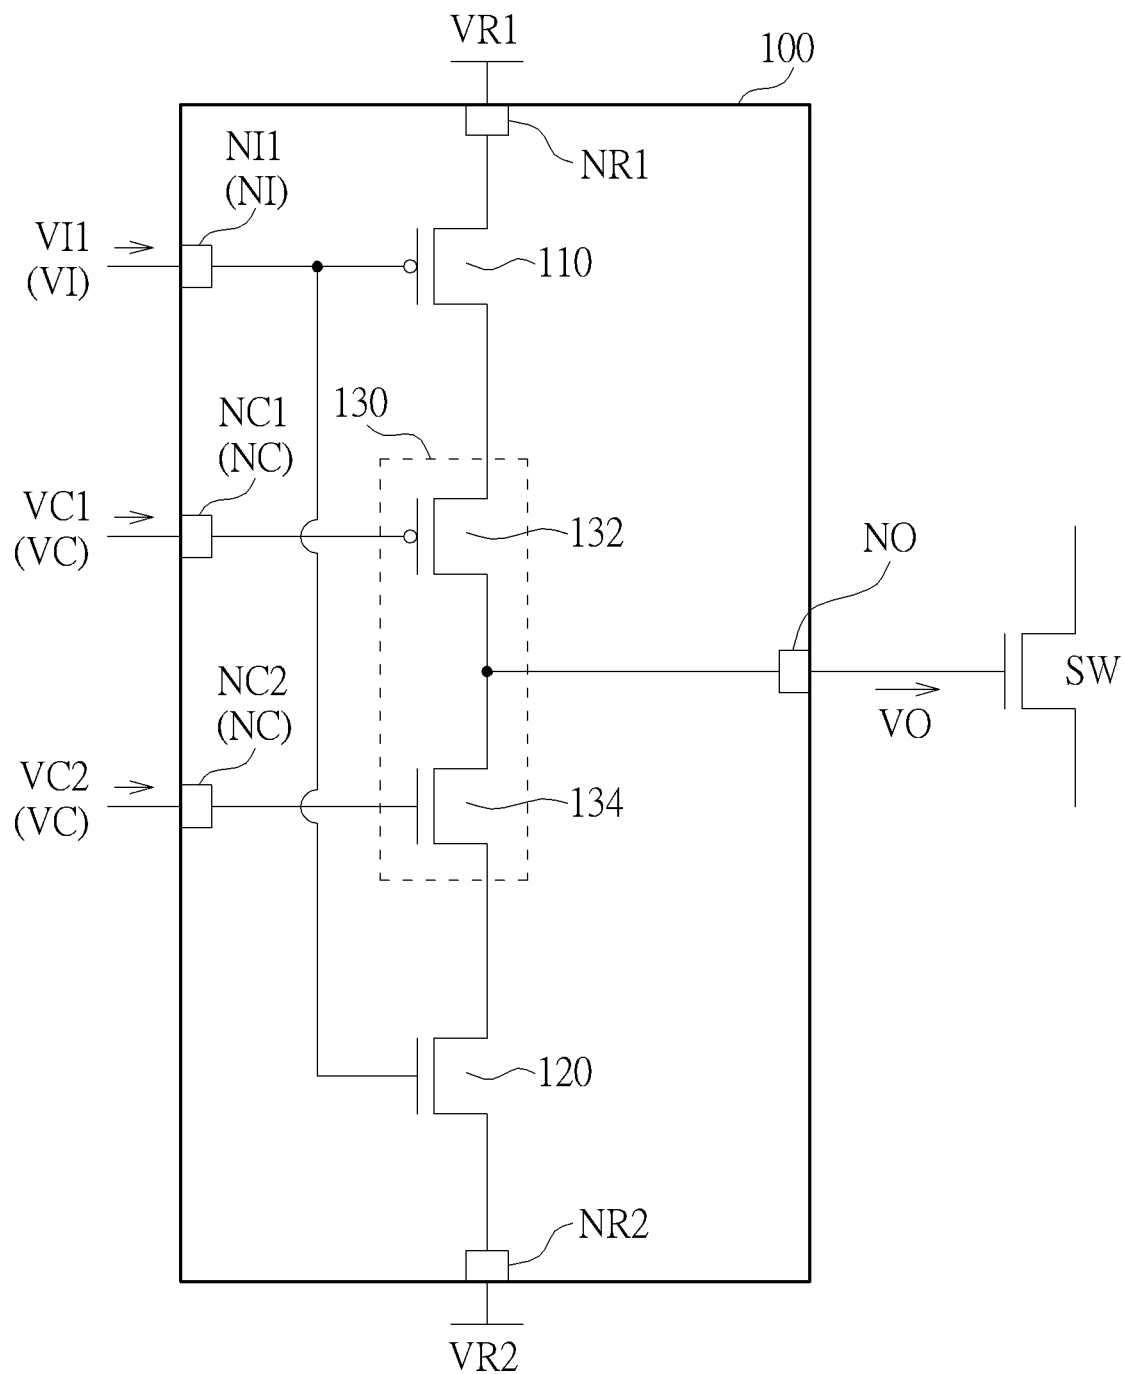 VR1
100
NR1
NI1
(NI)
VI1
(VI)
110
130
NC1
(NC)
VC1
(VC)
132
NO
SW
VO
NC2
(NC)
VC2
(VC)
134
120
NR2
VR2